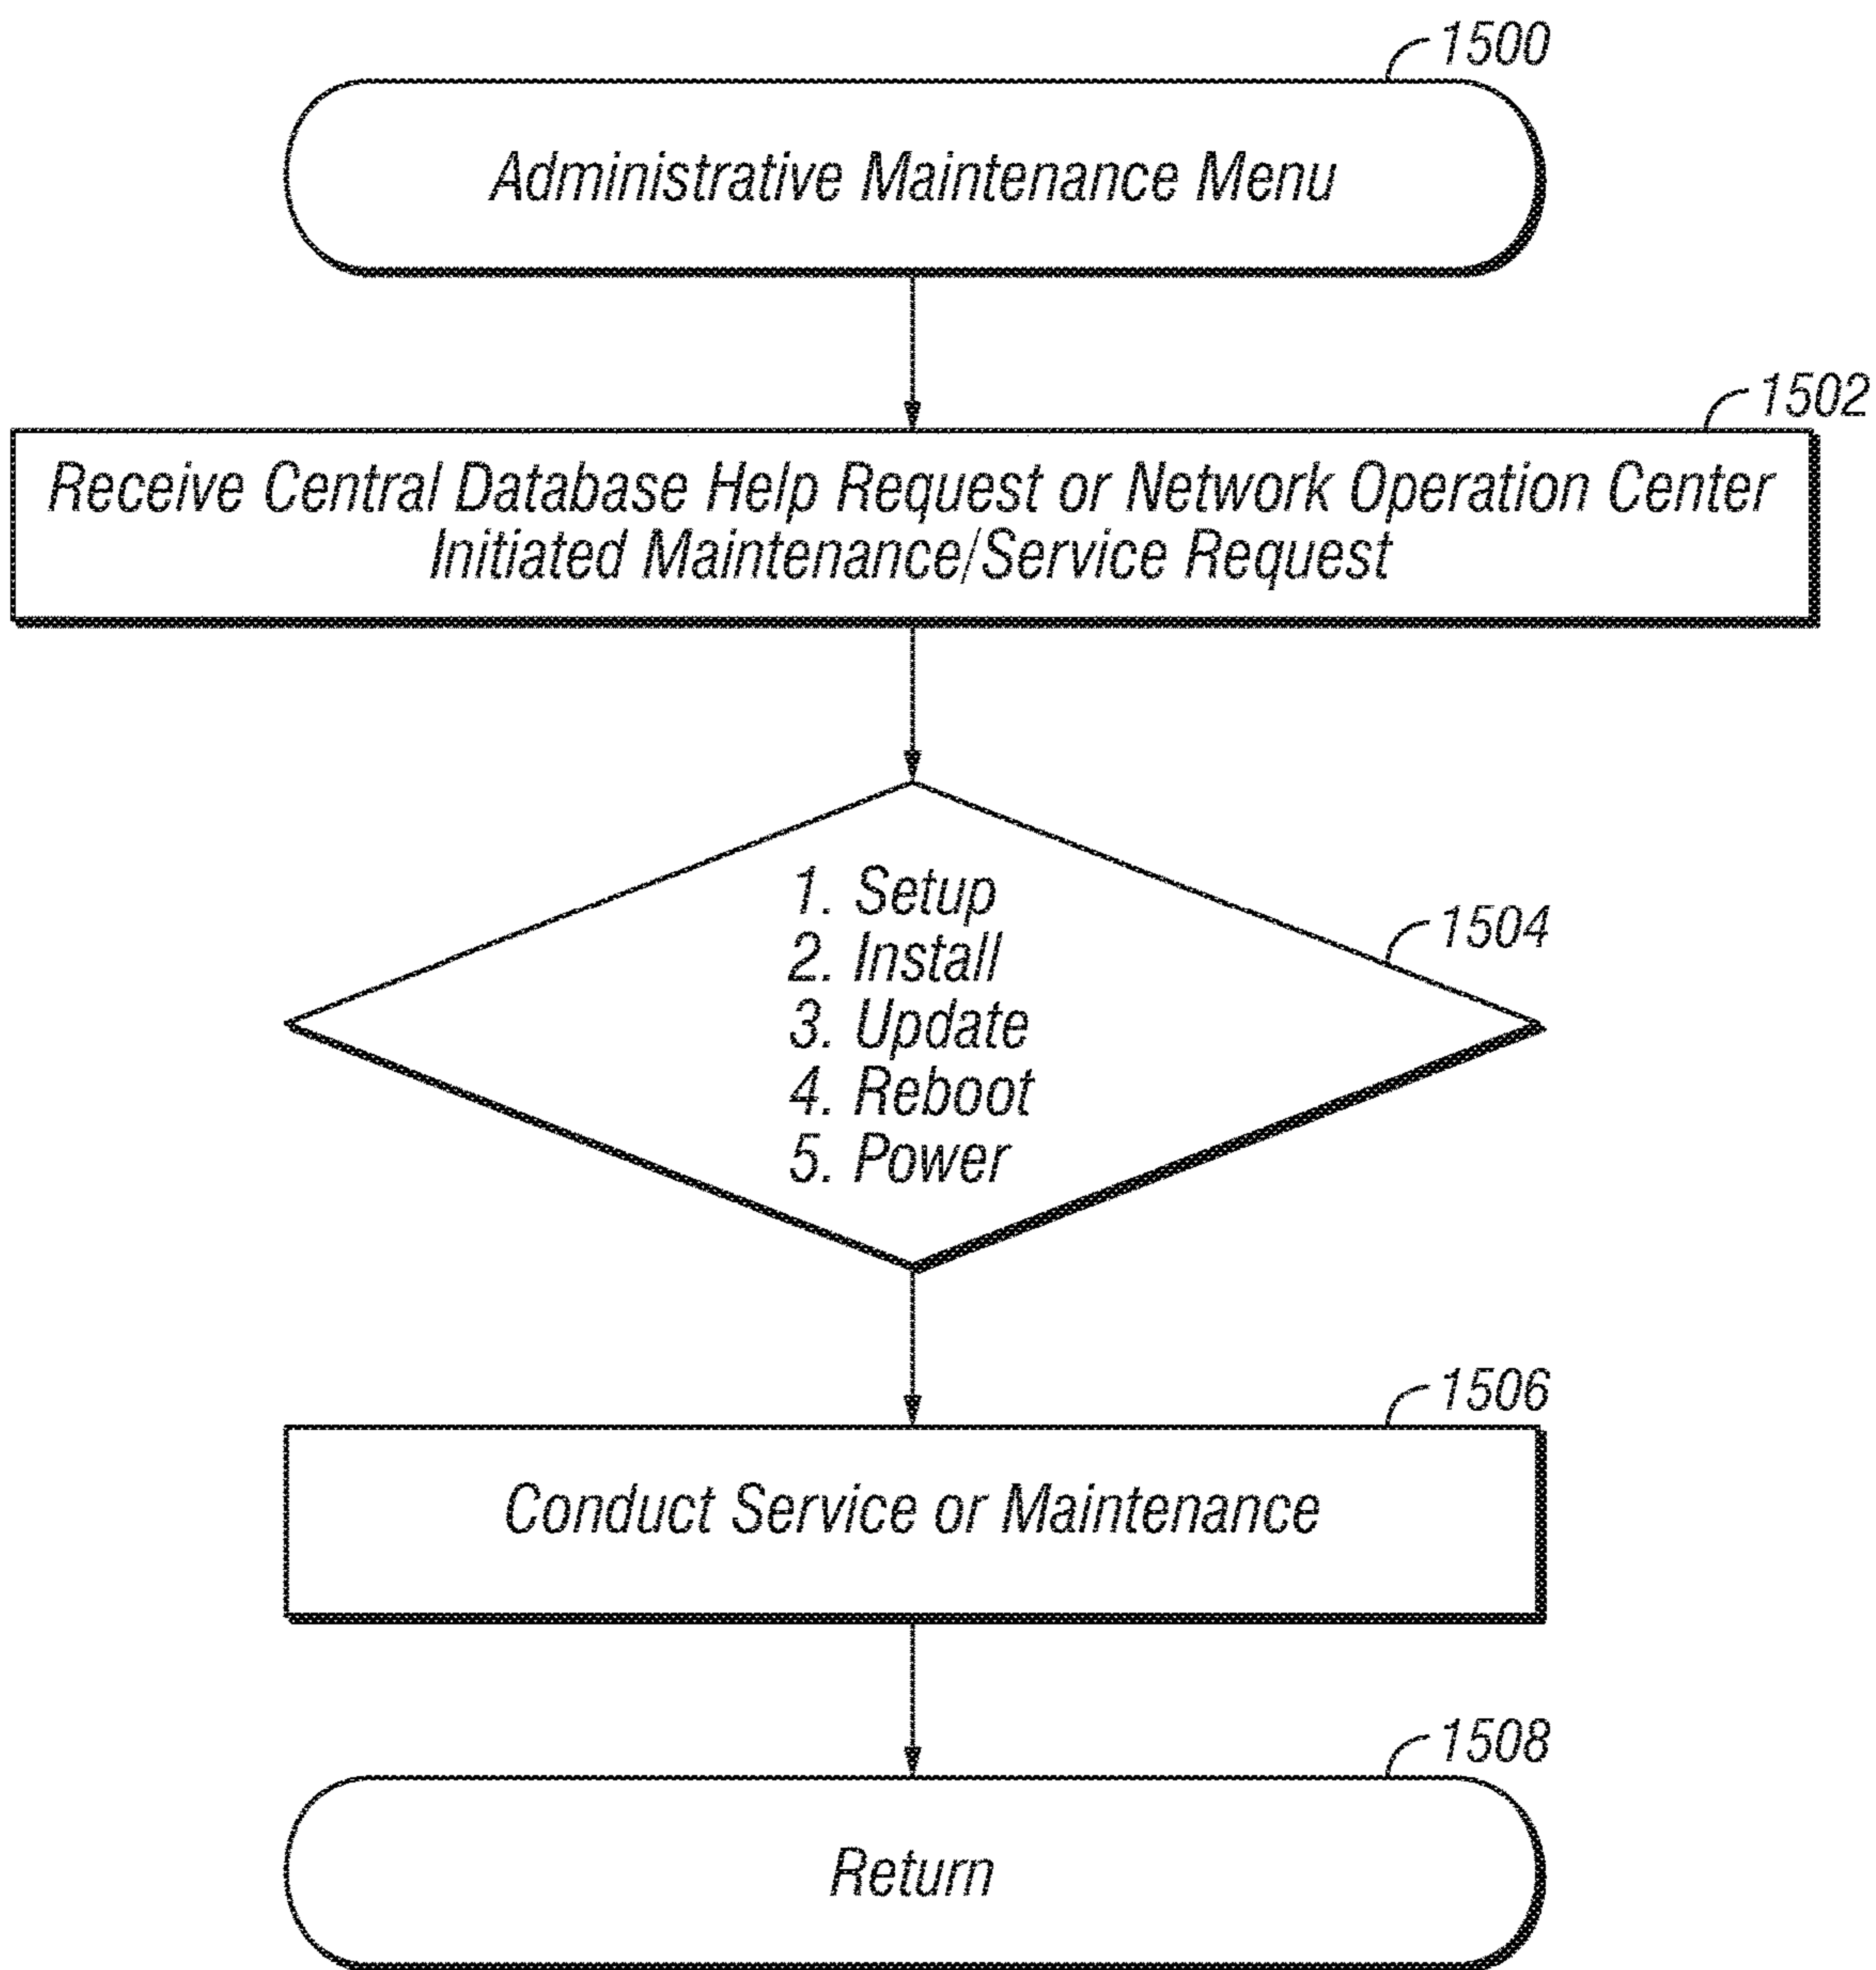 1500
Administrative Maintenance Menu
1502
Receive Central Database Help Request or Network Operation Center
Initiated Maintenance/Service Request
1. Setup
2. Install
3. Update
4. Reboot
5. Power
1504
1506
Conduct Service or Maintenance
1508
Return